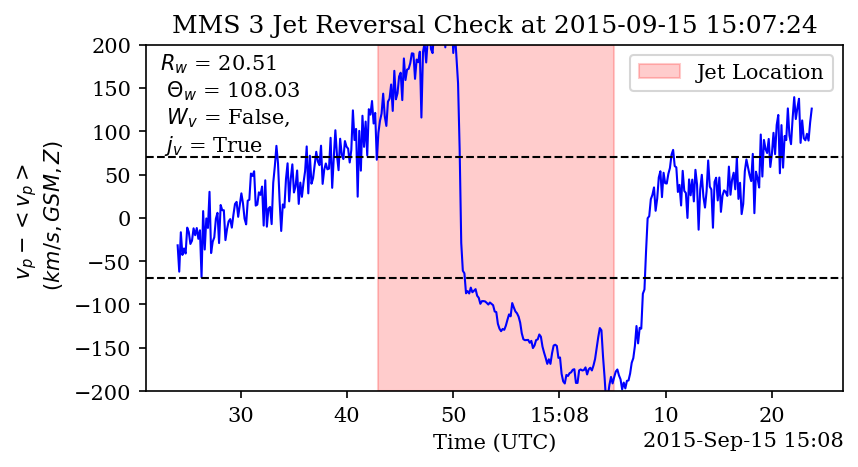 MMS 3 Jet Reversal Check at 2015-09-15 15:07:24
R_w = 20.51
Θ_w = 108.03
W_v = False,
j_v = True
Jet Location
v_p − < v_p >
(km/s, GSM, Z)
200
150
100
50
0
−50
−100
−150
−200
30 40 50 15:08 10 20
Time (UTC)
2015-Sep-15 15:08